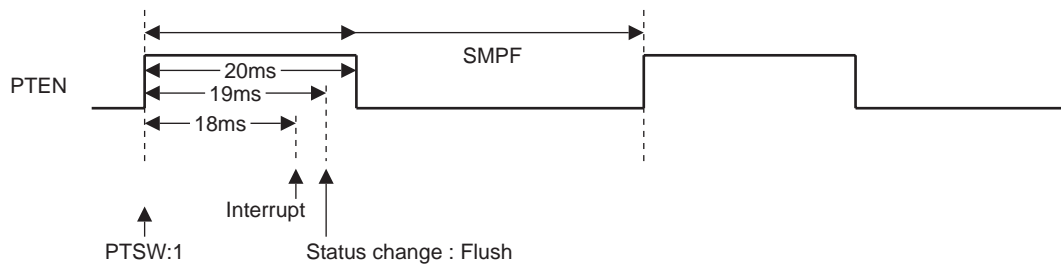 SMPF
PTEN
20ms
19ms
18ms
Interrupt
PTSW:1
Status change : Flush